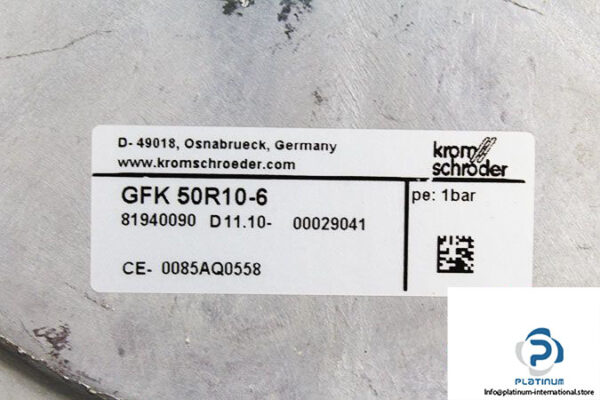 D- 49018, Osnabrueck, Germany
www.kromschroeder.com
krom
schröder
GFK 50R10-6
pe: 1bar
81940090 D11.10- 00029041
CE- 0085AQ0558
PLATINUM
Info@platinum-international.store